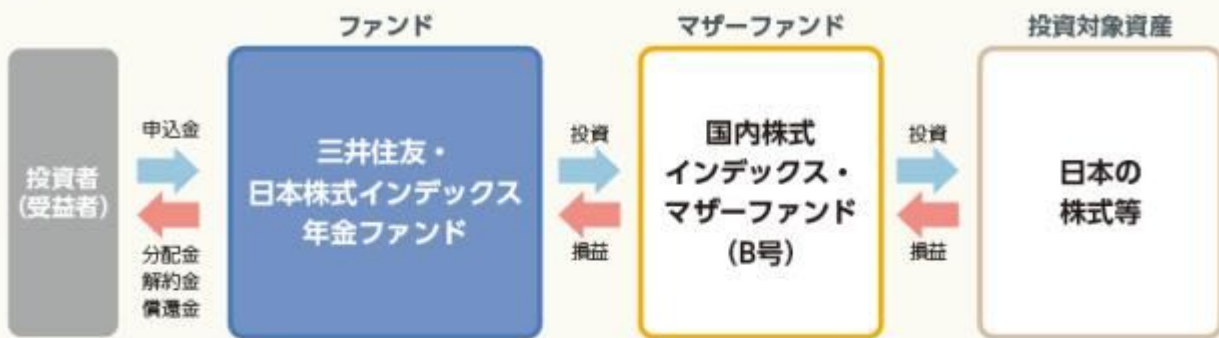 ファンド
マザーファンド
投資対象資産
投資者
(受益者)
申込金
分配金
解約金
償還金
三井住友・
日本株式インデックス
年金ファンド
投資
損益
国内株式
インデックス・
マザーファンド
(B号)
投資
損益
日本の
株式等